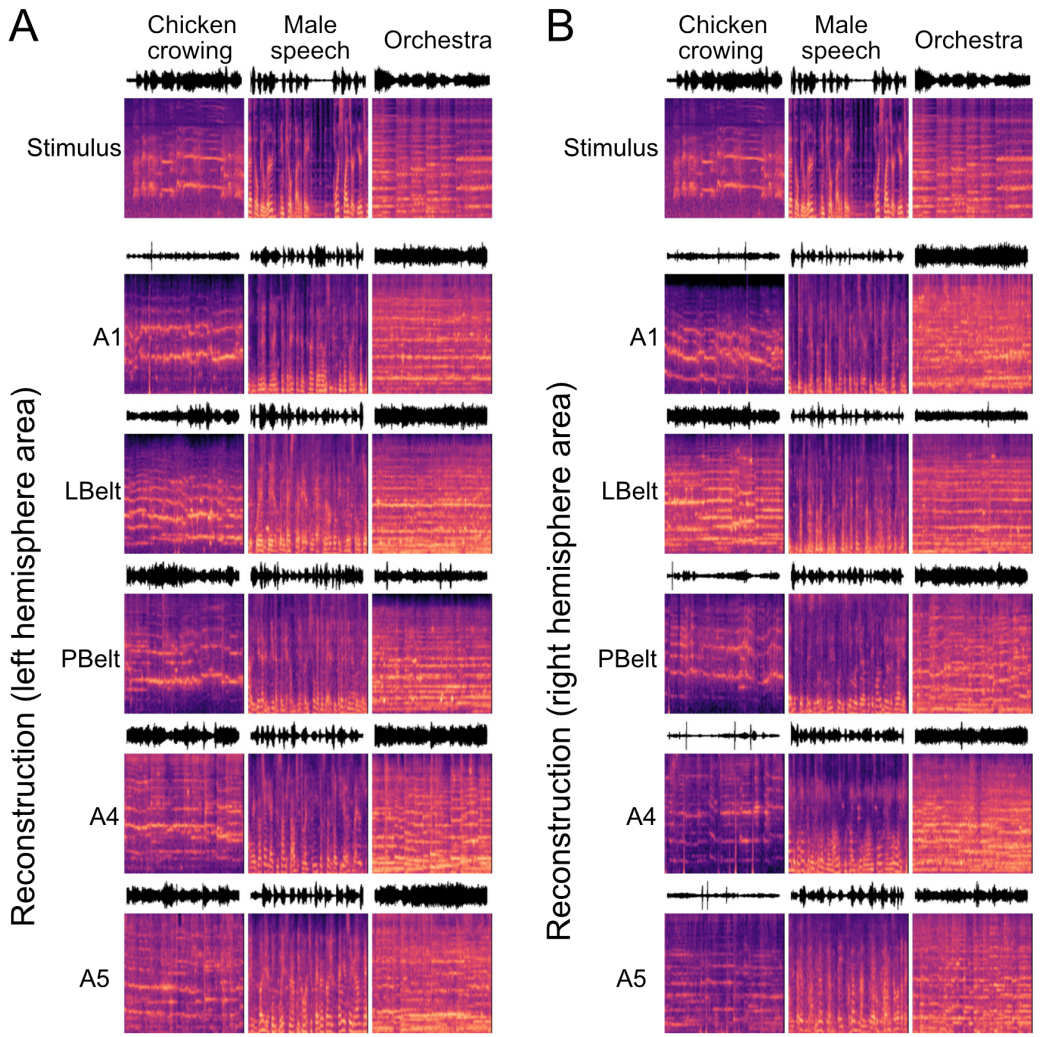 A
Chicken
crowing
Male
speech
Orchestra
Stimulus
Reconstruction (left hemisphere area)
A1
LBelt
PBelt
A4
A5
B
Chicken
crowing
Male
speech
Orchestra
Stimulus
Reconstruction (right hemisphere area)
A1
LBelt
PBelt
A4
A5